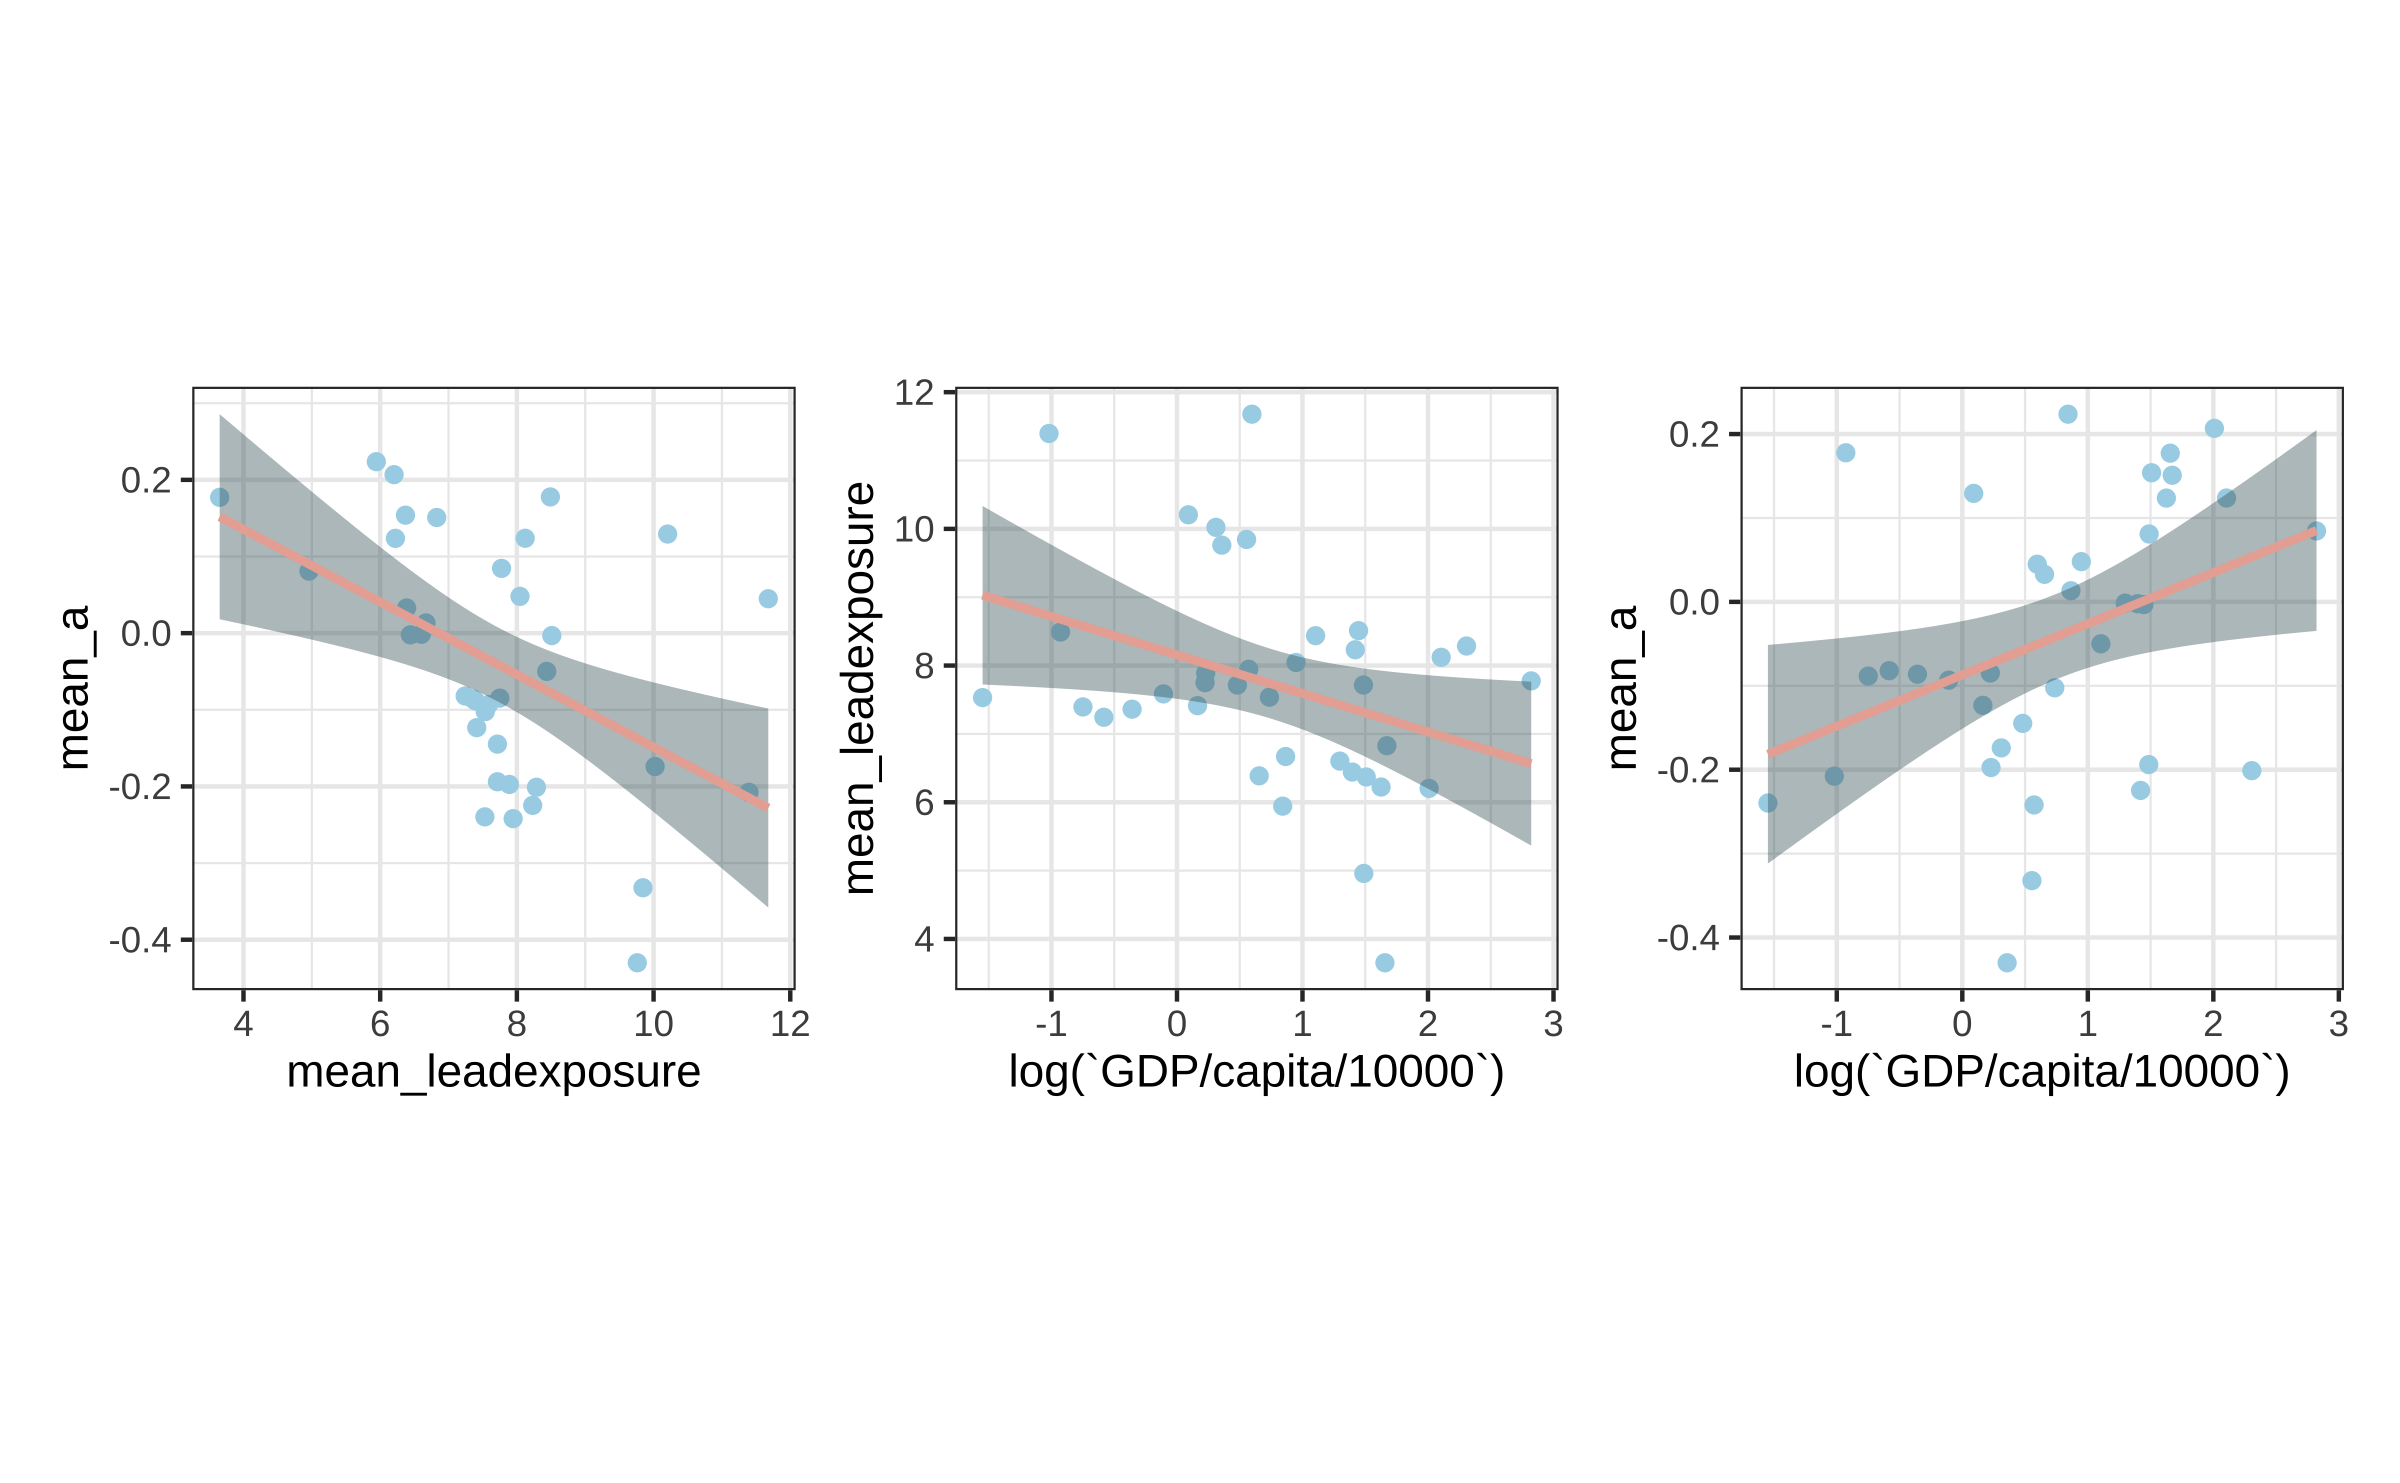 mean_a
0.2
0.0
-0.2
-0.4
4 6 8 10 12
mean_leadexposure
mean_leadexposure
12
10
8
6
4
-1 0 1 2 3
log(`GDP/capita/10000`)
mean_a
0.2
0.0
-0.2
-0.4
-1 0 1 2 3
log(`GDP/capita/10000`)